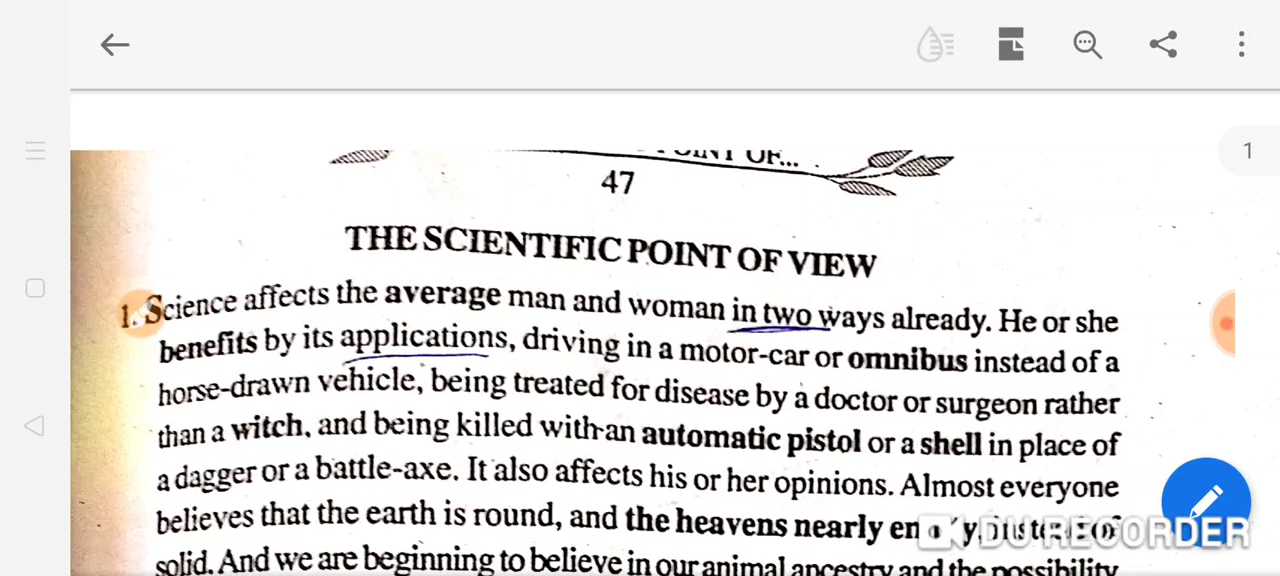 1
OF...
47
THE SCIENTIFIC POINT OF VIEW
1. Science affects the average man and woman in two ways already. He or she
benefits by its applications, driving in a motor-car or omnibus instead of a
horse-drawn vehicle, being treated for disease by a doctor or surgeon rather
than a witch, and being killed with an automatic pistol or a shell in place of
a dagger or a battle-axe. It also affects his or her opinions. Almost everyone
believes that the earth is round, and the heavens nearly of
DU RECORDER
solid. And we are beginning to believe in our animal ancestry and the possibility